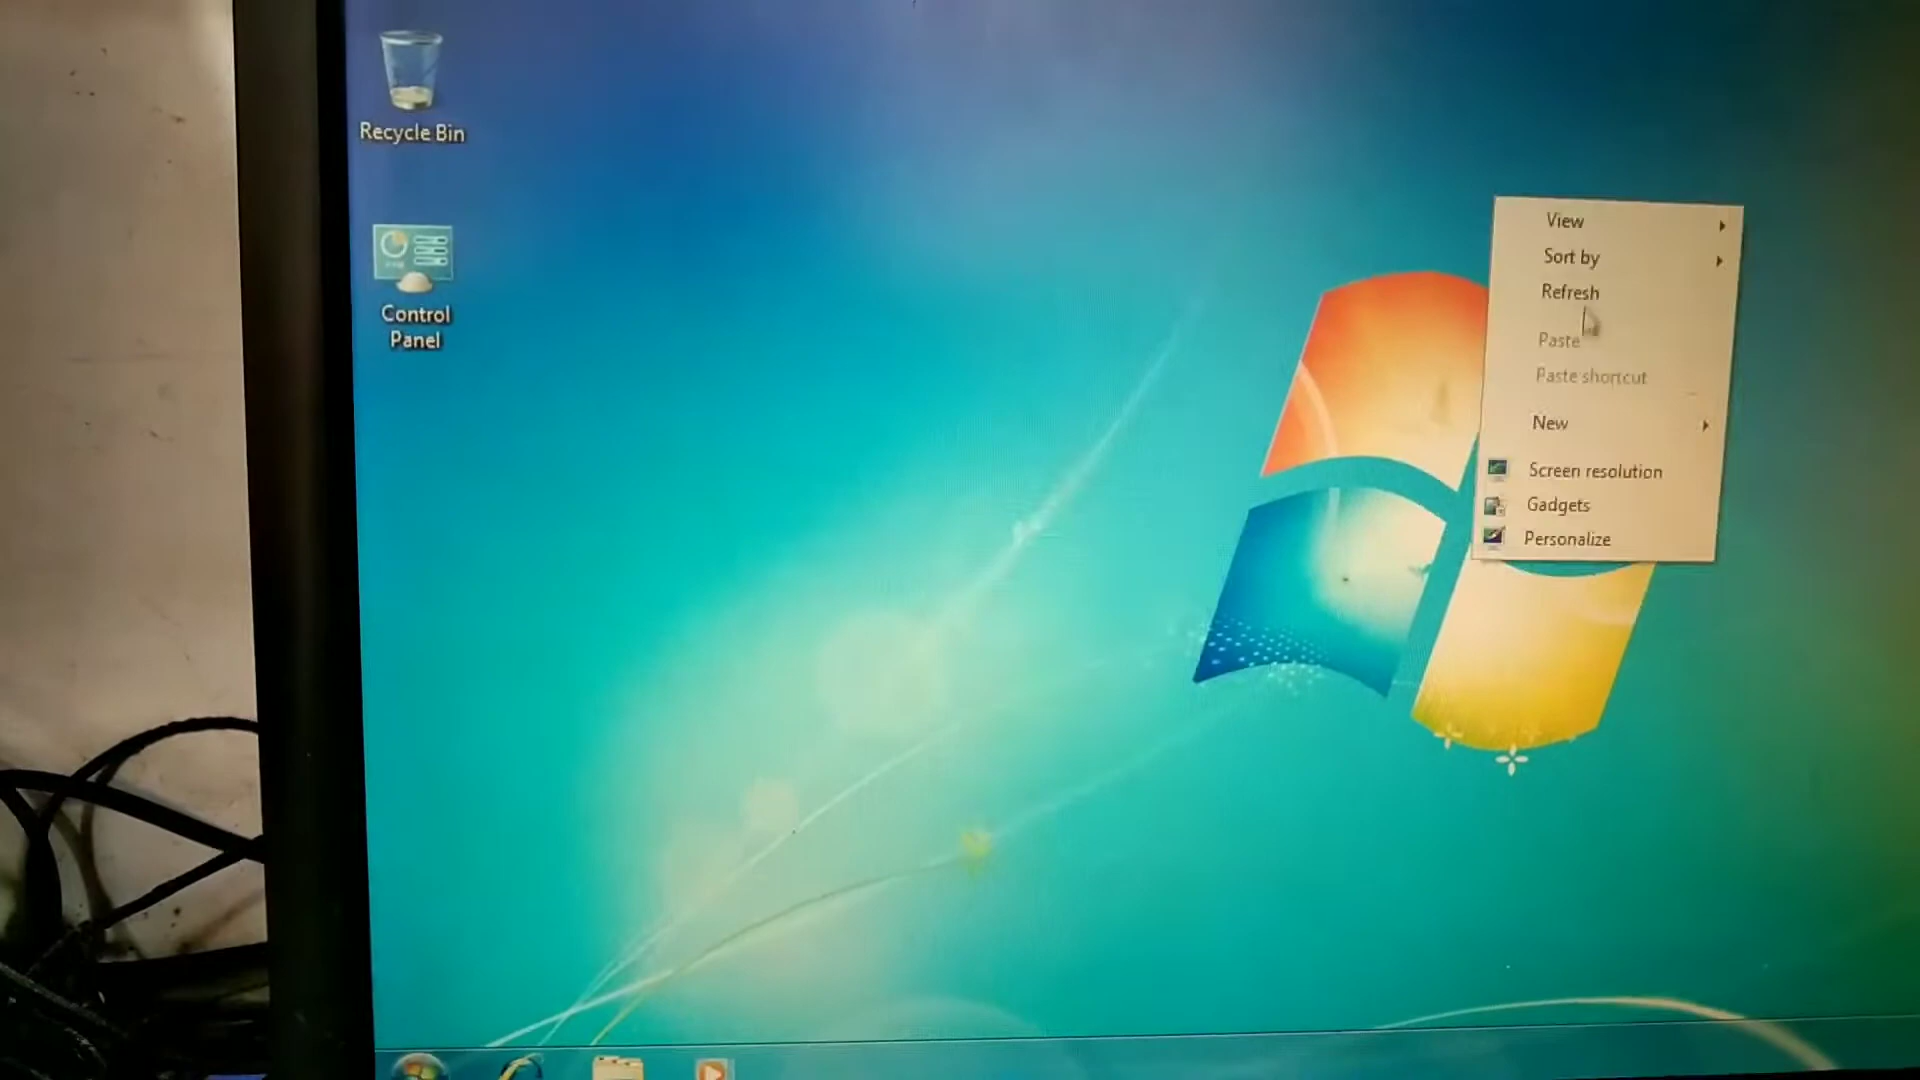 Recycle Bin
Control
Panel
View
Sort by
Refresh
Paste
Paste shortcut
New
Screen resolution
Gadgets
Personalize